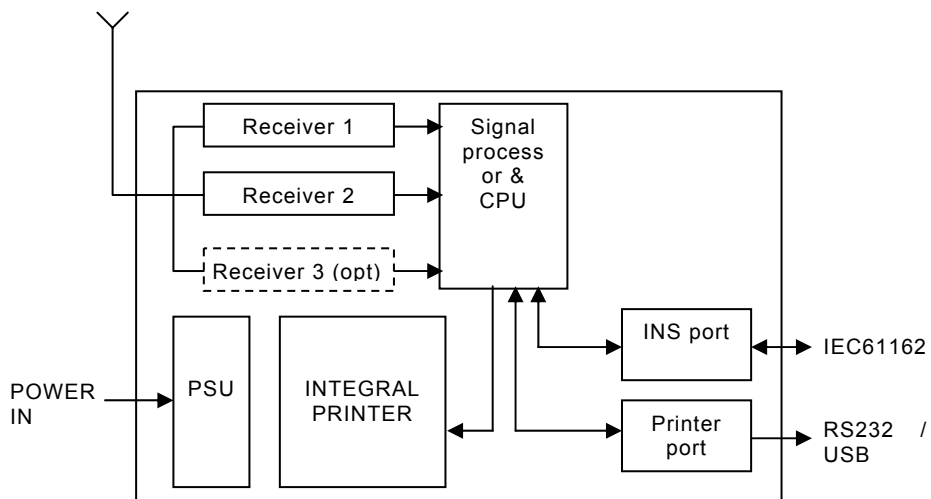 Receiver 1
Receiver 2
Receiver 3 (opt)
Signal
process
or &
CPU
INS port
IEC61162
POWER
IN
PSU
INTEGRAL
PRINTER
Printer
port
RS232 /
USB